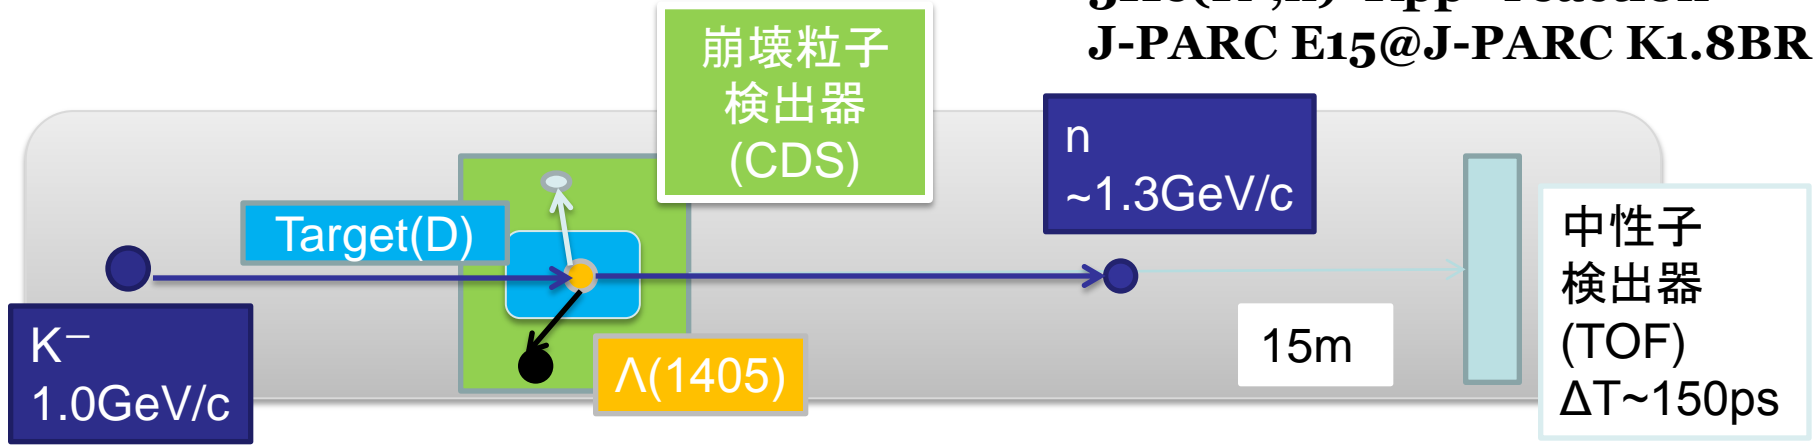 J-PARC E15@J-PARC K1.8BR
崩壊粒子
検出器
(CDS)
n
~1.3GeV/c
Target(D)
中性子
検出器
(TOF)
ΔT~150ps
K−
1.0GeV/c
Λ(1405)
15m